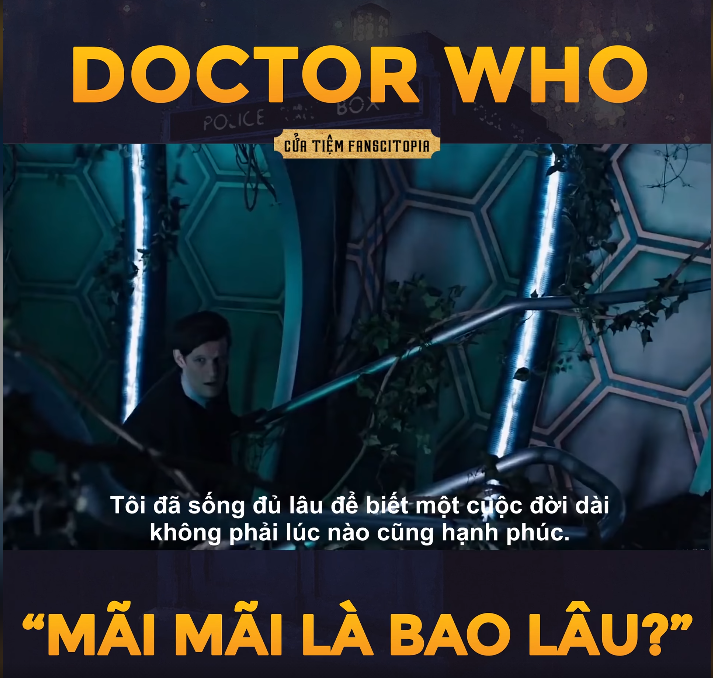 DOCTOR WHO
POLICE BOX
CỬA TIỆM FANSCITOPIA
Tôi đã sống đủ lâu để biết một cuộc đời dài
không phải lúc nào cũng hạnh phúc.
“MÃI MÃI LÀ BAO LÂU?”